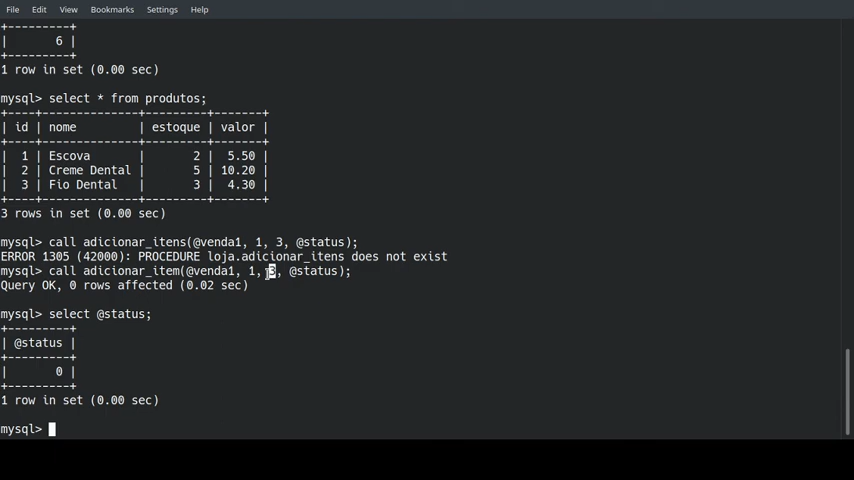 File Edit View Bookmarks Settings Help
+---------+
|       6 |
+---------+
1 row in set (0.00 sec)
mysql> select * from produtos;
+----+--------------+---------+-------+
| id | nome         | estoque | valor |
+----+--------------+---------+-------+
|  1 | Escova       |       2 |  5.50 |
|  2 | Creme Dental |       5 | 10.20 |
|  3 | Fio Dental   |       3 |  4.30 |
+----+--------------+---------+-------+
3 rows in set (0.00 sec)
mysql> call adicionar_itens(@venda1, 1, 3, @status);
ERROR 1305 (42000): PROCEDURE loja.adicionar_itens does not exist
mysql> call adicionar_item(@venda1, 1, 3, @status);
Query OK, 0 rows affected (0.02 sec)
mysql> select @status;
+---------+
| @status |
+---------+
|       0 |
+---------+
1 row in set (0.00 sec)
mysql>